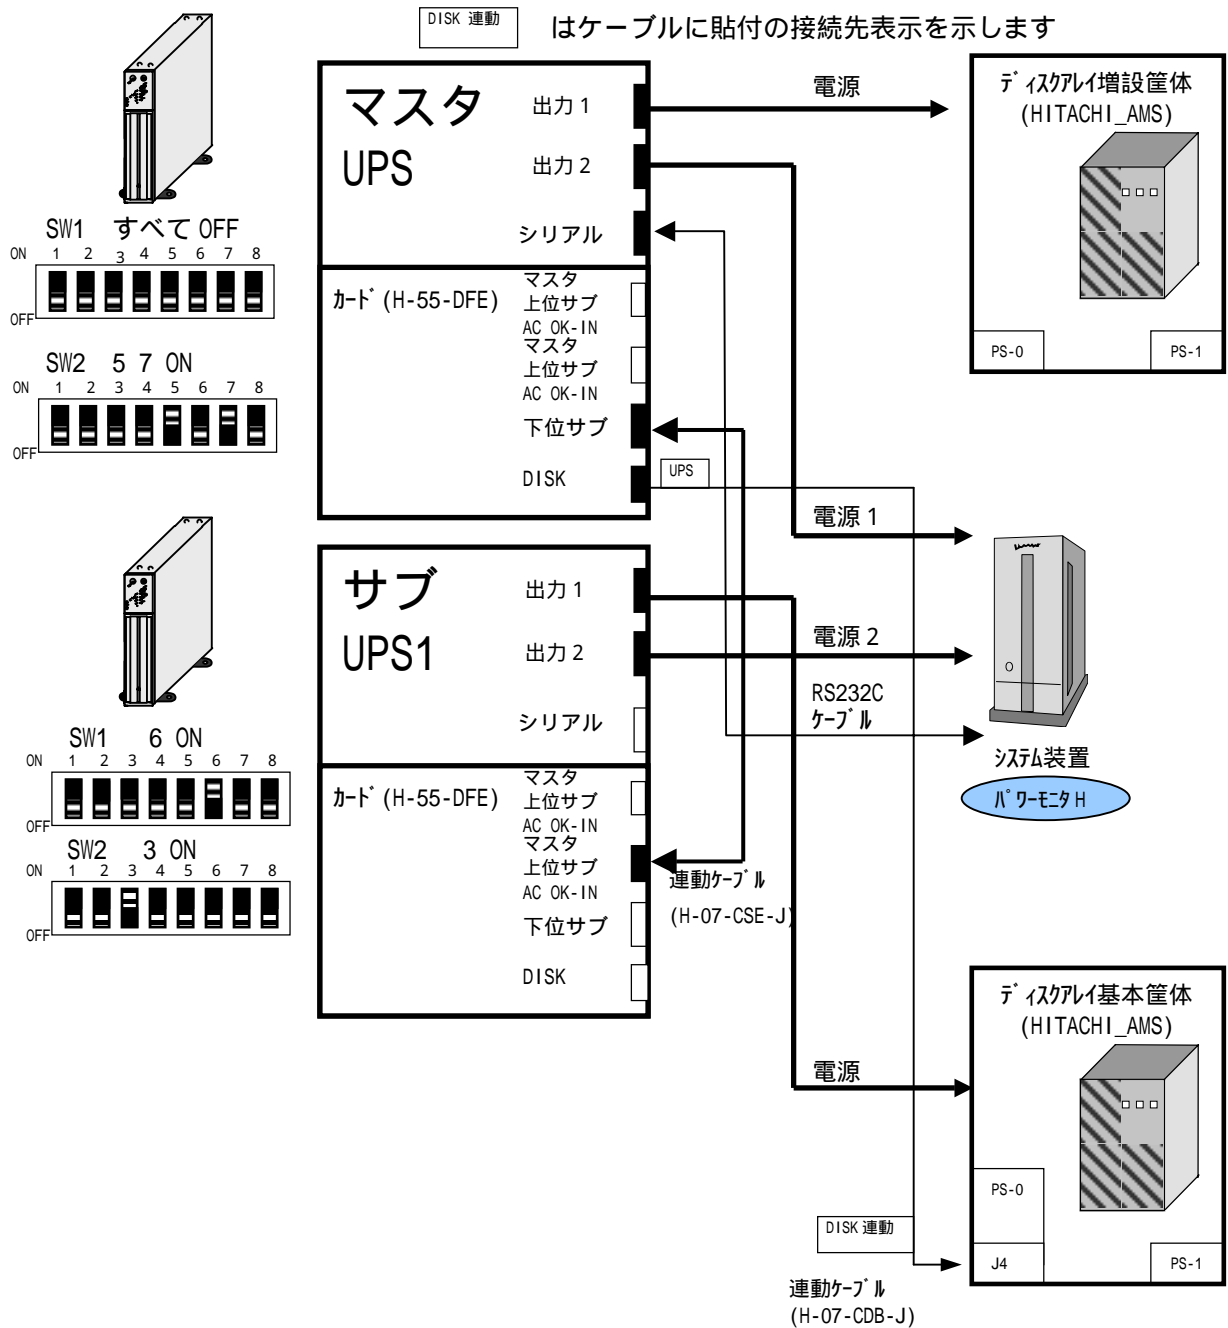 DISK 連動
はケーブルに貼付の接続先表示を示します
マスタ
UPS
出力 1
出力 2
シリアル
カード(H-55-DFE)
マスタ
上位サブ
AC OK-IN
マスタ
上位サブ
AC OK-IN
下位サブ
DISK
SW1 すべて OFF
ON 1 2 3 4 5 6 7 8
OFF
SW2 5 7 ON
ON 1 2 3 4 5 6 7 8
OFF
電源
ディスクアレイ増設筐体
(HITACHI_AMS)
PS-0
PS-1
UPS
電源 1
サブ
UPS1
出力 1
出力 2
シリアル
カード(H-55-DFE)
マスタ
上位サブ
AC OK-IN
マスタ
上位サブ
AC OK-IN
下位サブ
DISK
SW1 6 ON
ON 1 2 3 4 5 6 7 8
OFF
SW2 3 ON
ON 1 2 3 4 5 6 7 8
OFF
電源 2
RS232C
ケーブル
システム装置
パワーモニタ H
連動ケーブル
(H-07-CSE-J)
電源
ディスクアレイ基本筐体
(HITACHI_AMS)
PS-0
J4
PS-1
DISK 連動
連動ケーブル
(H-07-CDB-J)